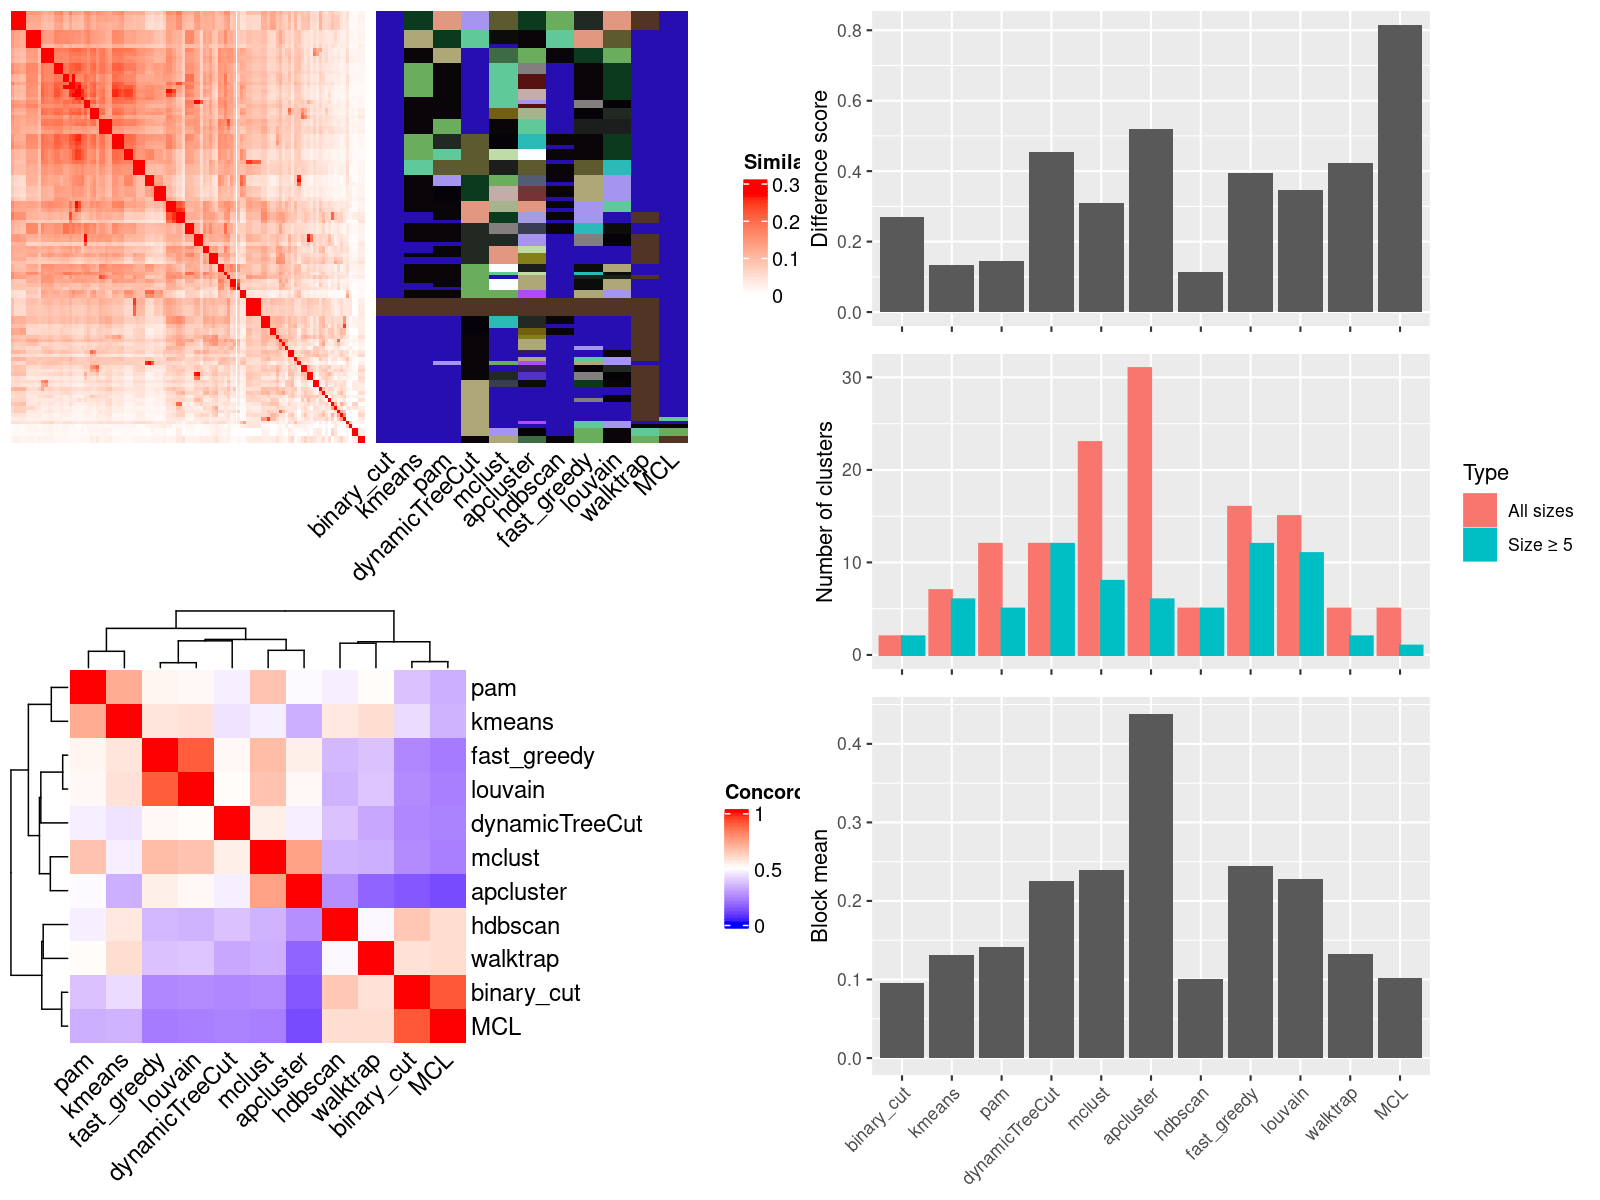 Simila
0.3
0.2
0.1
0
binary_cut
kmeans
pam
dynamicTreeCut
mclust
apcluster
hdbscan
fast_greedy
louvain
walktrap
MCL
pam
kmeans
fast_greedy
louvain
dynamicTreeCut
mclust
apcluster
hdbscan
walktrap
binary_cut
MCL
Concord
1
0.5
0
pam
kmeans
fast_greedy
louvain
dynamicTreeCut
mclust
apcluster
hdbscan
walktrap
binary_cut
MCL
Difference score
0.8
0.6
0.4
0.2
0.0
Number of clusters
30
20
10
0
Type
All sizes
Size ≥ 5
Block mean
0.4
0.3
0.2
0.1
0.0
binary_cut
kmeans
pam
dynamicTreeCut
mclust
apcluster
hdbscan
fast_greedy
louvain
walktrap
MCL